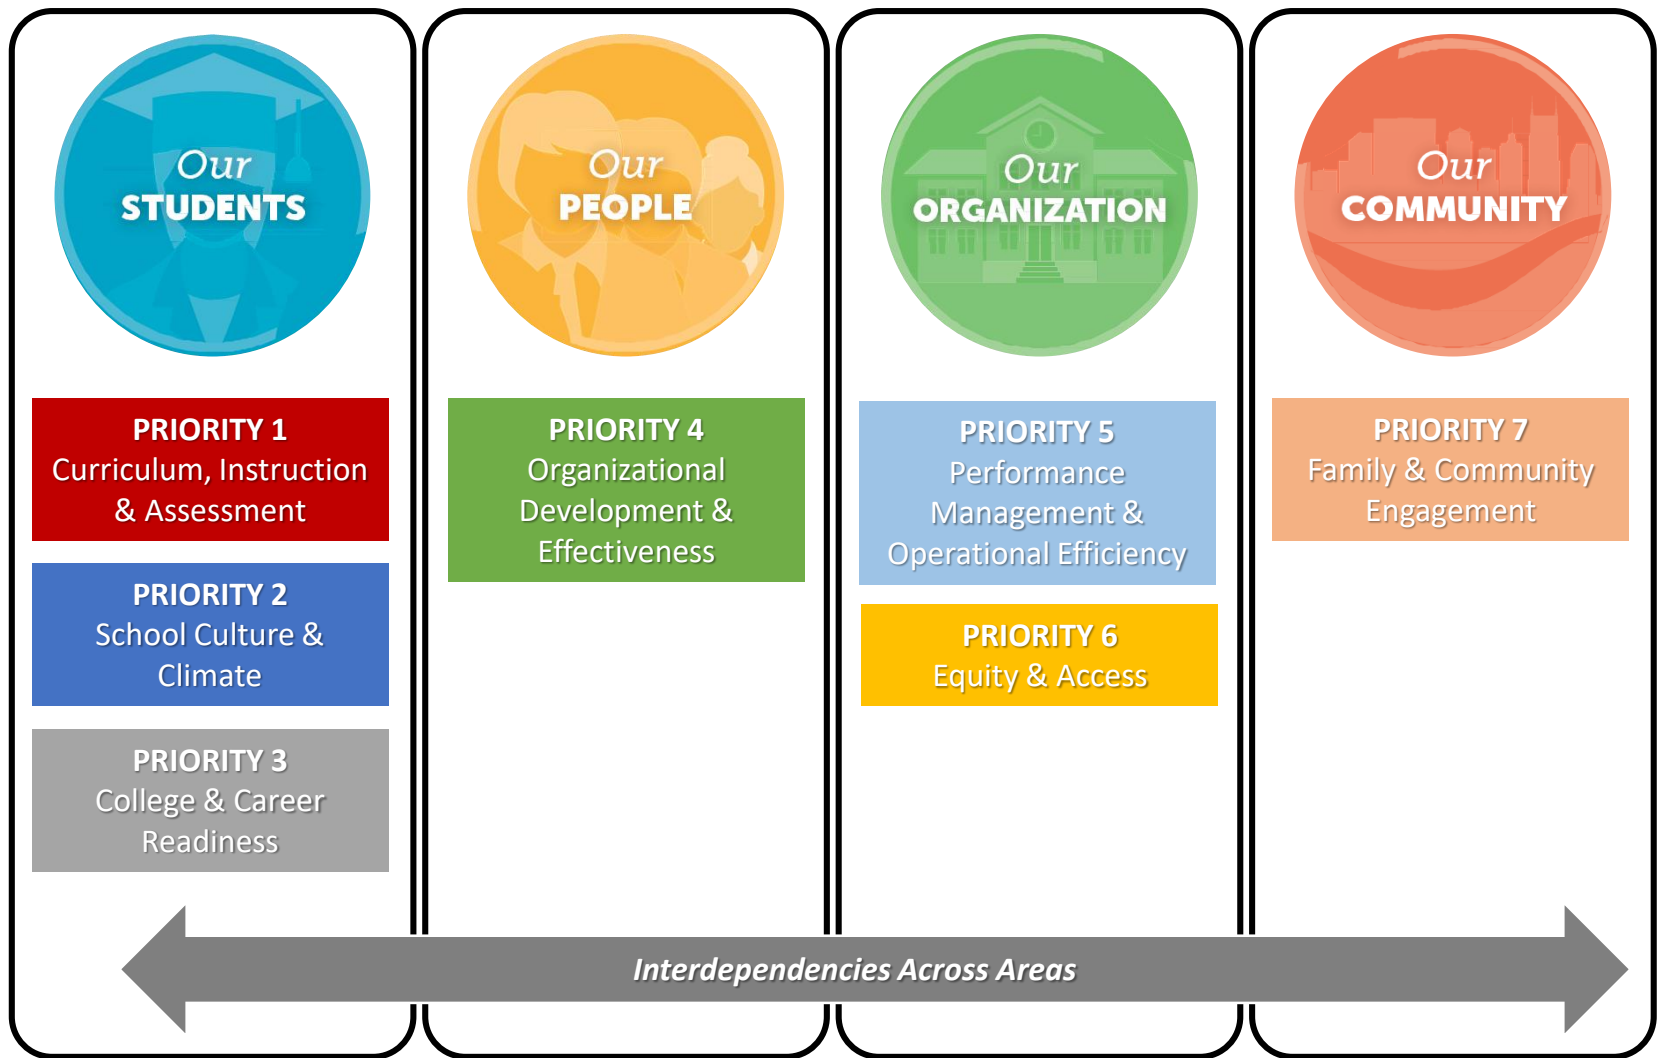 Our
STUDENTS
PRIORITY 1
Curriculum, Instruction
& Assessment
PRIORITY 2
School Culture &
Climate
PRIORITY 3
College & Career
Readiness
Our
PEOPLE
PRIORITY 4
Organizational
Development &
Effectiveness
Our
ORGANIZATION
PRIORITY 5
Performance
Management &
Operational Efficiency
PRIORITY 6
Equity & Access
Our
COMMUNITY
PRIORITY 7
Family & Community
Engagement
Interdependencies Across Areas